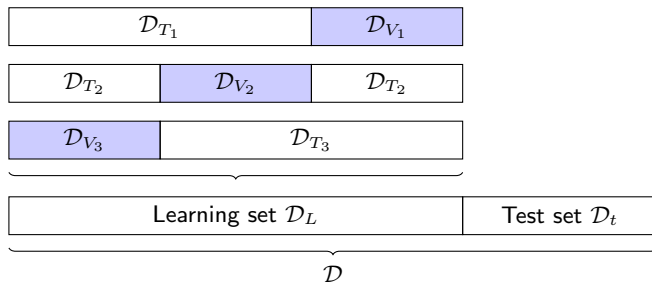 𝒟_{T_1} 𝒟_{V_1}
𝒟_{T_2} 𝒟_{V_2} 𝒟_{T_2}
𝒟_{V_3} 𝒟_{T_3}
Learning set 𝒟_L Test set 𝒟_t
𝒟